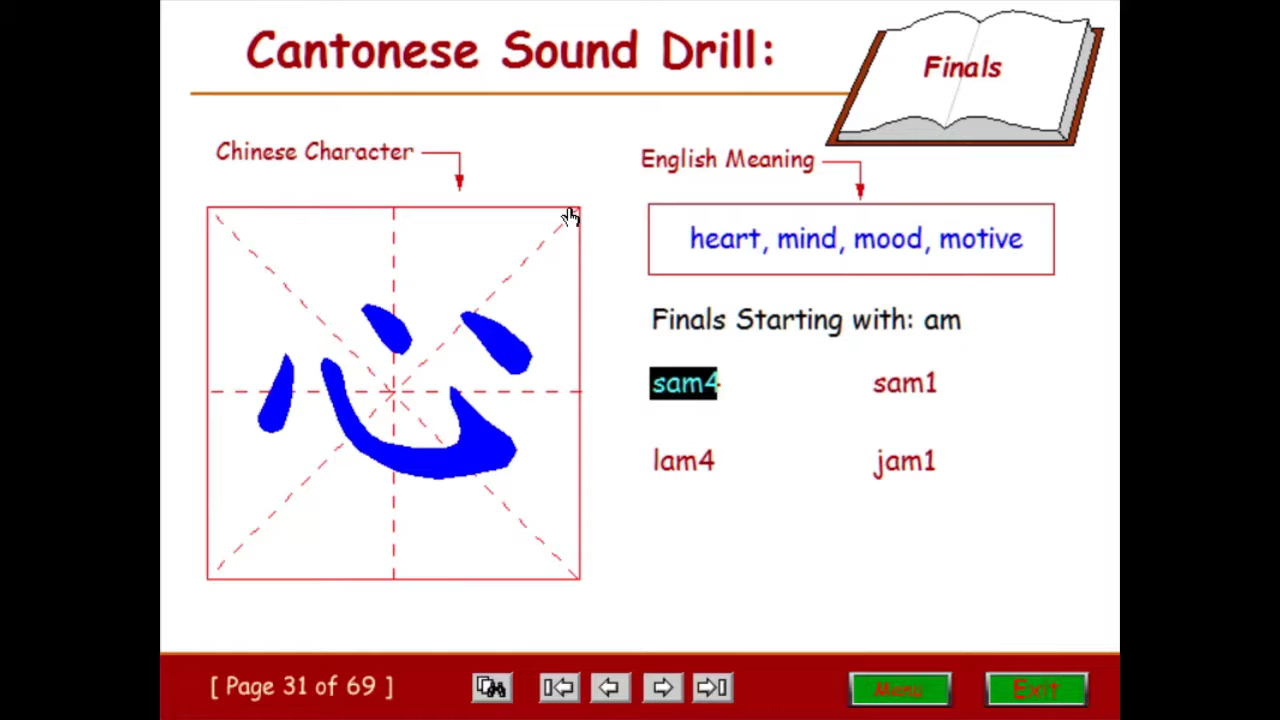 Cantonese Sound Drill:
Finals
Chinese Character
English Meaning
心
heart, mind, mood, motive
Finals Starting with: am
sam4 sam1
lam4 jam1
[ Page 31 of 69 ]
Menu
Exit